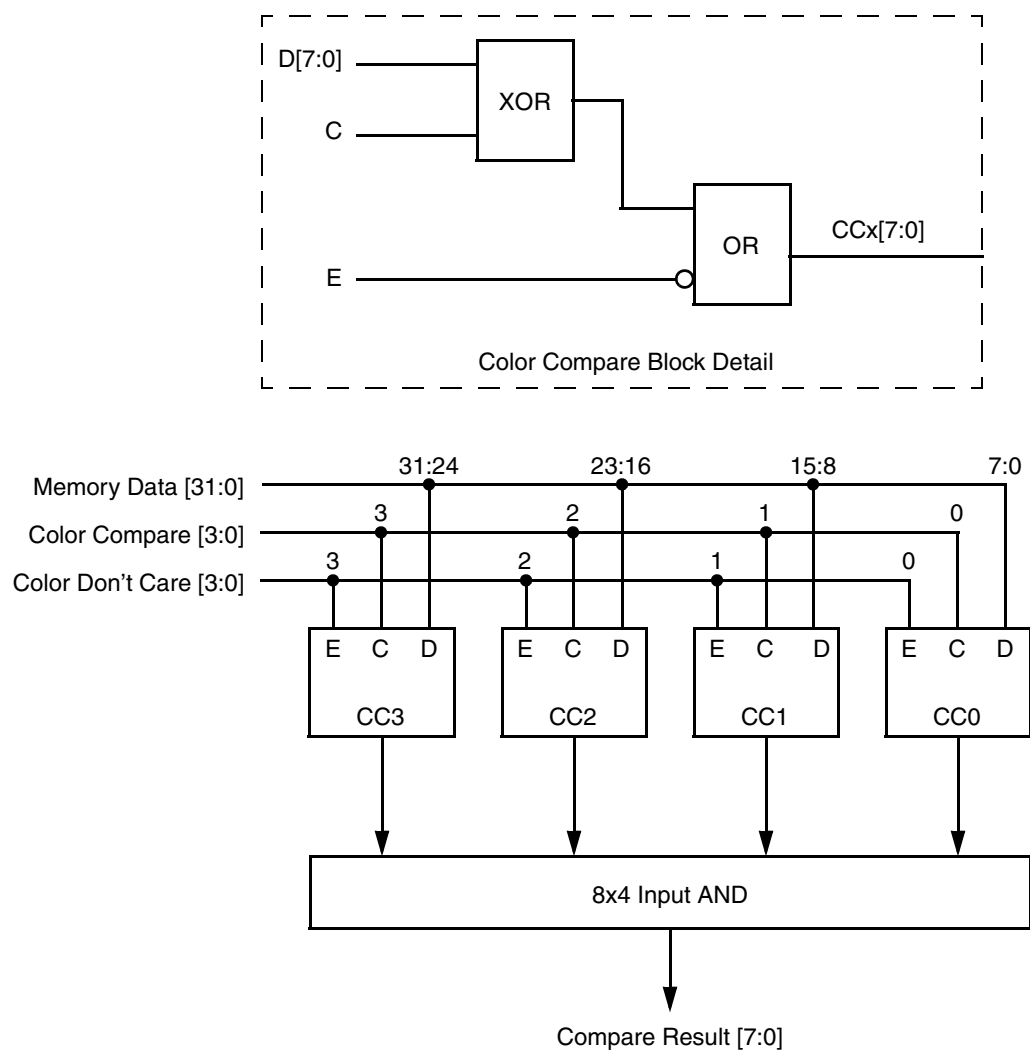 D[7:0]
XOR
C
CCx[7:0]
OR
E
Color Compare Block Detail
31:24 23:16 15:8 7:0
Memory Data [31:0]
3 2 1 0
Color Compare [3:0]
3 2 1 0
Color Don't Care [3:0]
E C D E C D E C D E C D
CC3 CC2 CC1 CC0
8x4 Input AND
Compare Result [7:0]